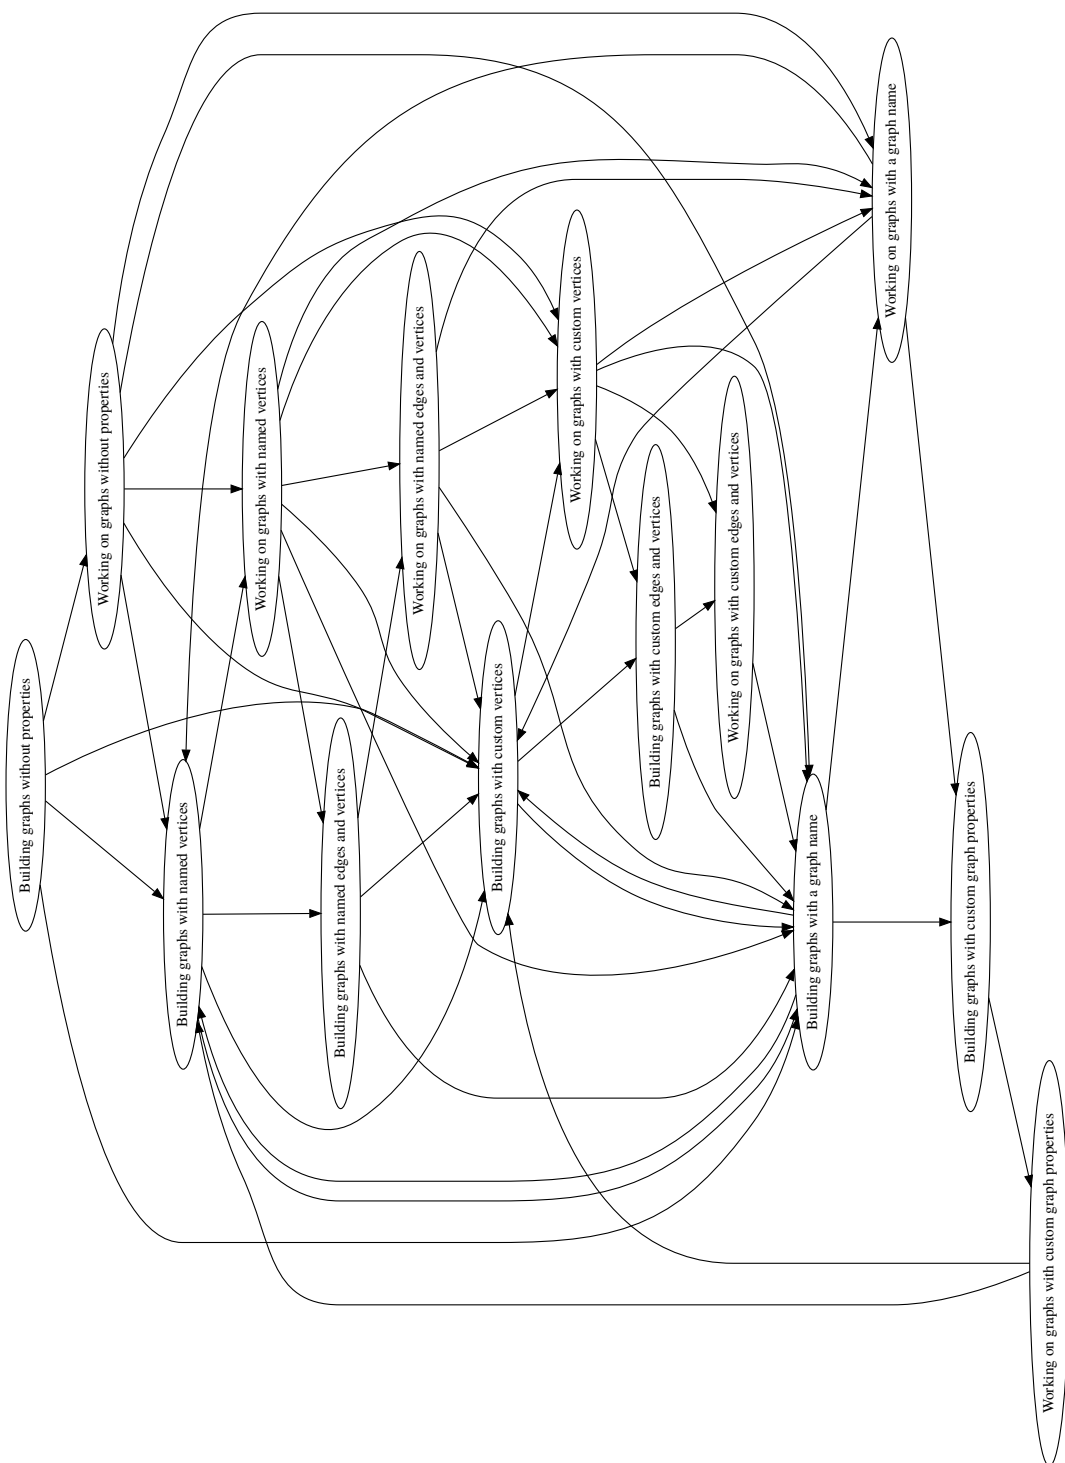 Building graphs without properties
Working on graphs without properties
Building graphs with named vertices
Working on graphs with named vertices
Building graphs with named edges and vertices
Working on graphs with named edges and vertices
Building graphs with custom vertices
Working on graphs with custom vertices
Building graphs with custom edges and vertices
Working on graphs with custom edges and vertices
Building graphs with a graph name
Working on graphs with a graph name
Building graphs with custom graph properties
Working on graphs with custom graph properties